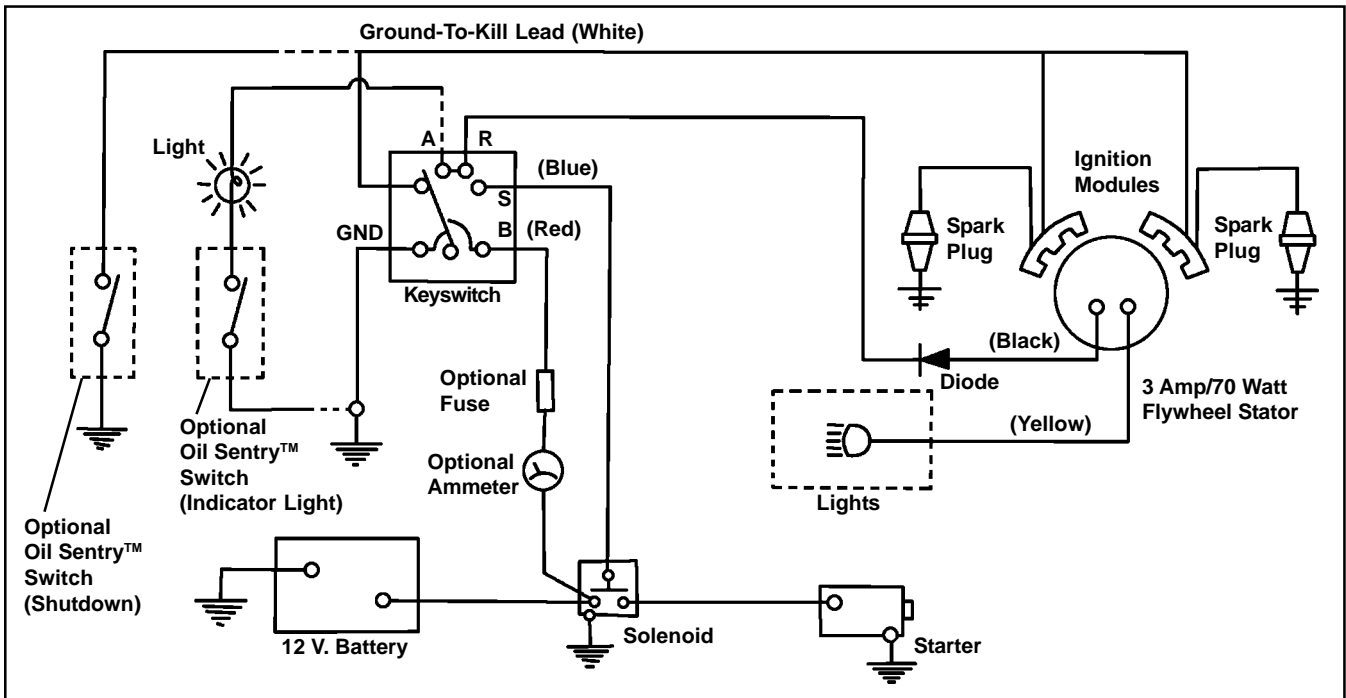 Ground-To-Kill Lead (White)
Light
A
R
(Blue)
S
GND
B
(Red)
Keyswitch
Ignition
Modules
Spark
Plug
Spark
Plug
(Black)
Diode
3 Amp/70 Watt
Flywheel Stator
(Yellow)
Lights
Optional
Fuse
Optional
Ammeter
Optional
Oil Sentry™
Switch
(Indicator Light)
Optional
Oil Sentry™
Switch
(Shutdown)
12 V. Battery
Solenoid
Starter